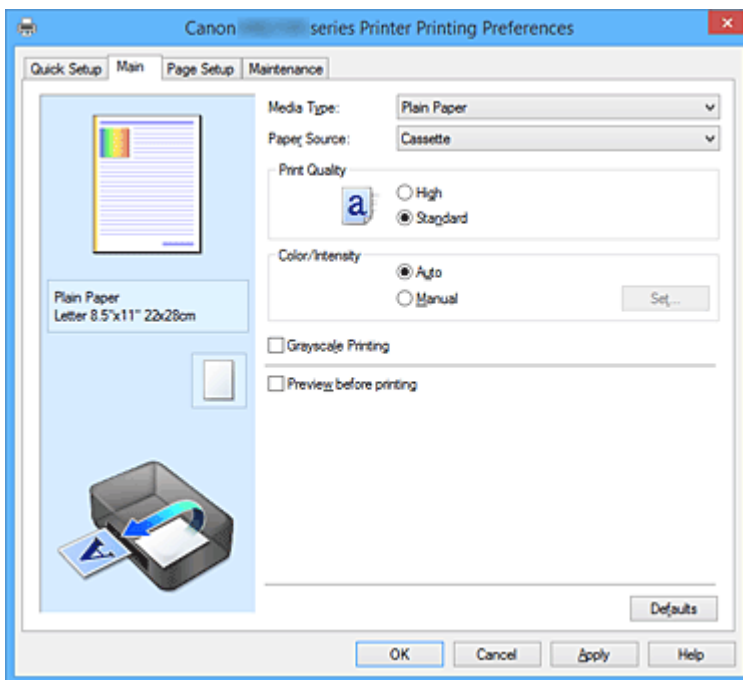 Canon series Printer Printing Preferences
Quick Setup Main Page Setup Maintenance
Media Type: Plain Paper
Paper Source: Cassette
Print Quality
a
High
Standard
Color/Intensity
Auto
Manual Set...
Plain Paper
Letter 8.5"x11" 22x28cm
Grayscale Printing
Preview before printing
A
Defaults
OK Cancel Apply Help